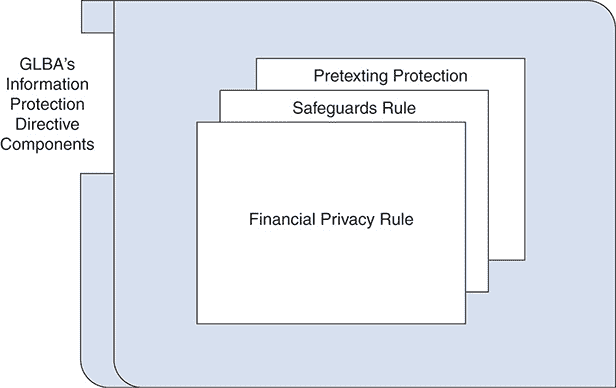 GLBA's
Information
Protection
Directive
Components
Pretexting Protection
Safeguards Rule
Financial Privacy Rule